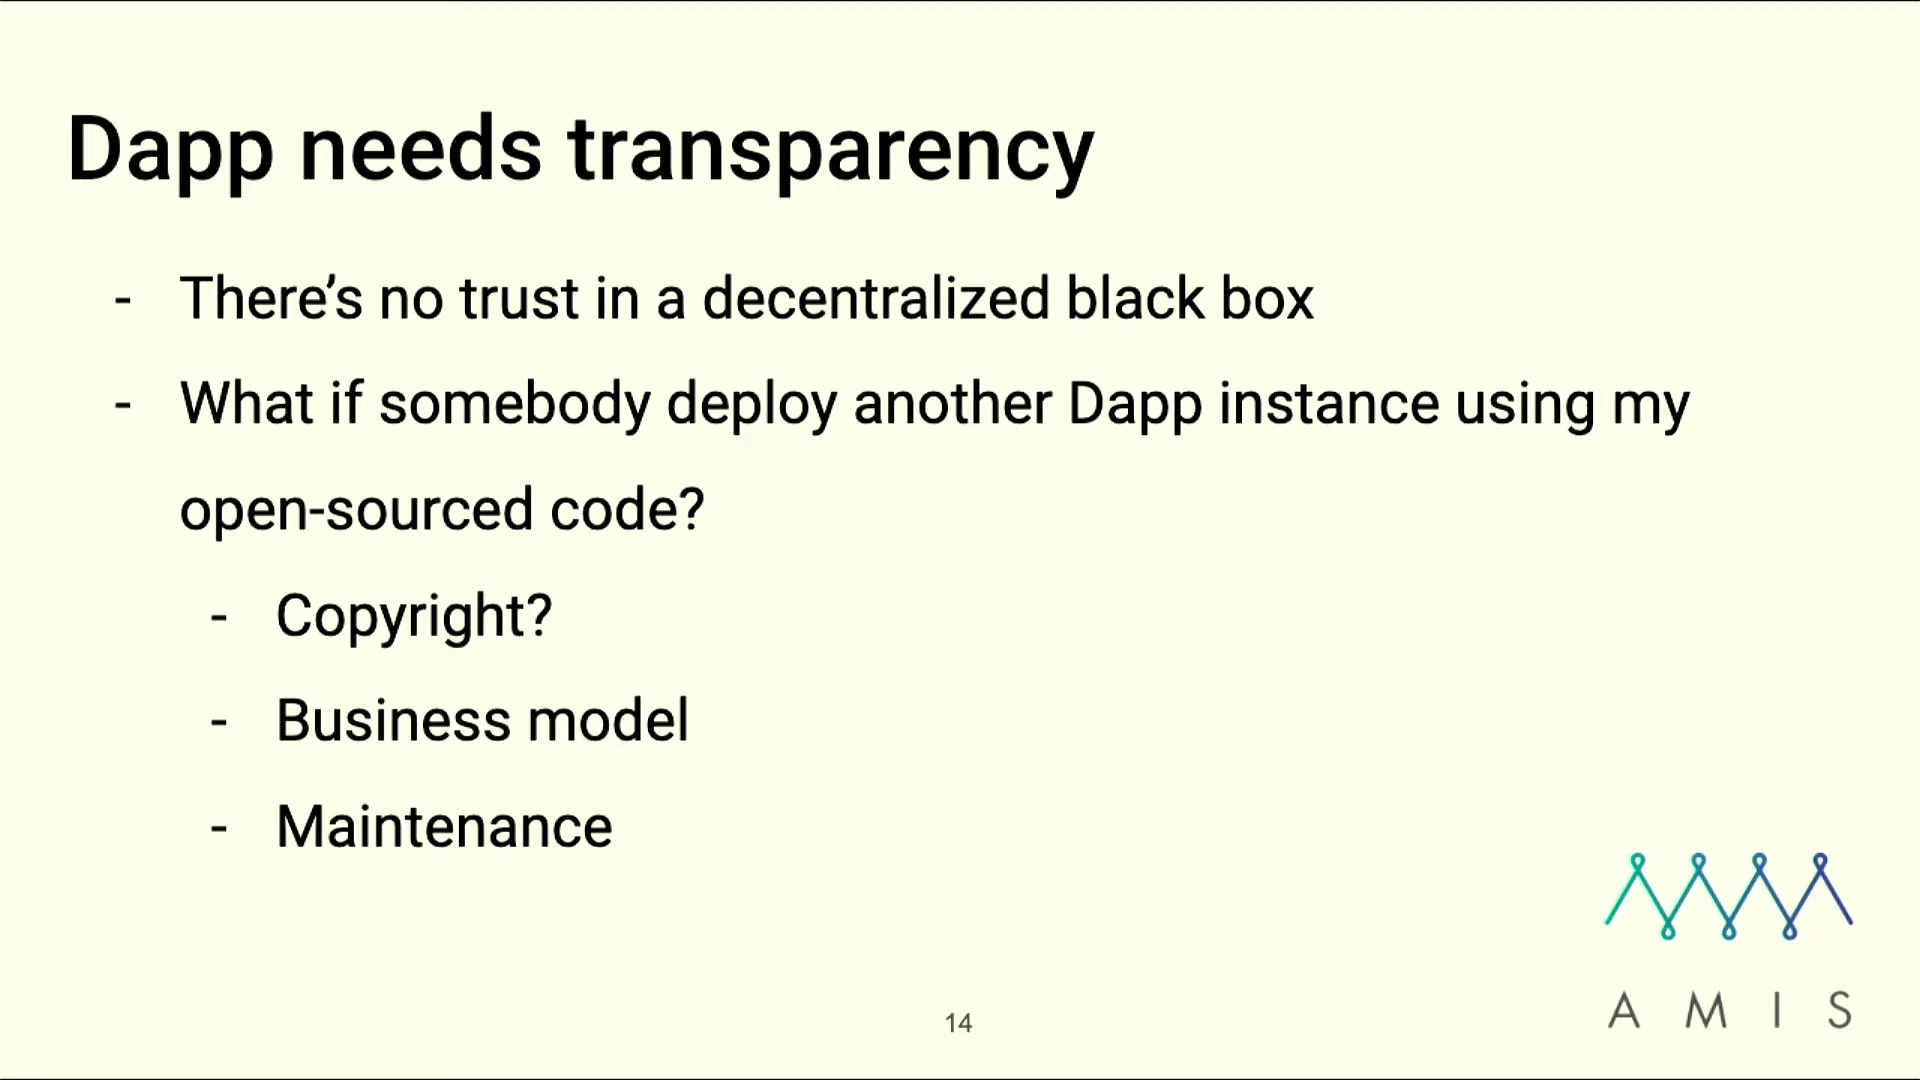 Dapp needs transparency
- There’s no trust in a decentralized black box
- What if somebody deploy another Dapp instance using my
open-sourced code?
- Copyright?
- Business model
- Maintenance
14
AMIS